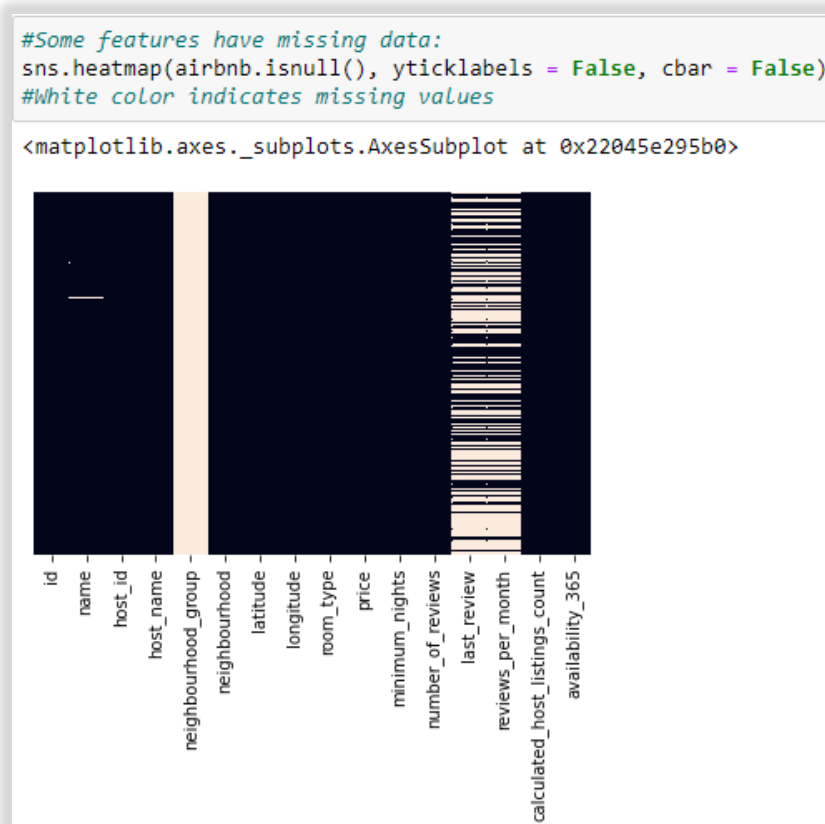 #Some features have missing data:
sns.heatmap(airbnb.isnull(), yticklabels = False, cbar = False)
#White color indicates missing values
<matplotlib.axes._subplots.AxesSubplot at 0x22045e295b0>
id
name
host_id
host_name
neighbourhood_group
neighbourhood
latitude
longitude
room_type
price
minimum_nights
number_of_reviews
last_review
reviews_per_month
calculated_host_listings_count
availability_365